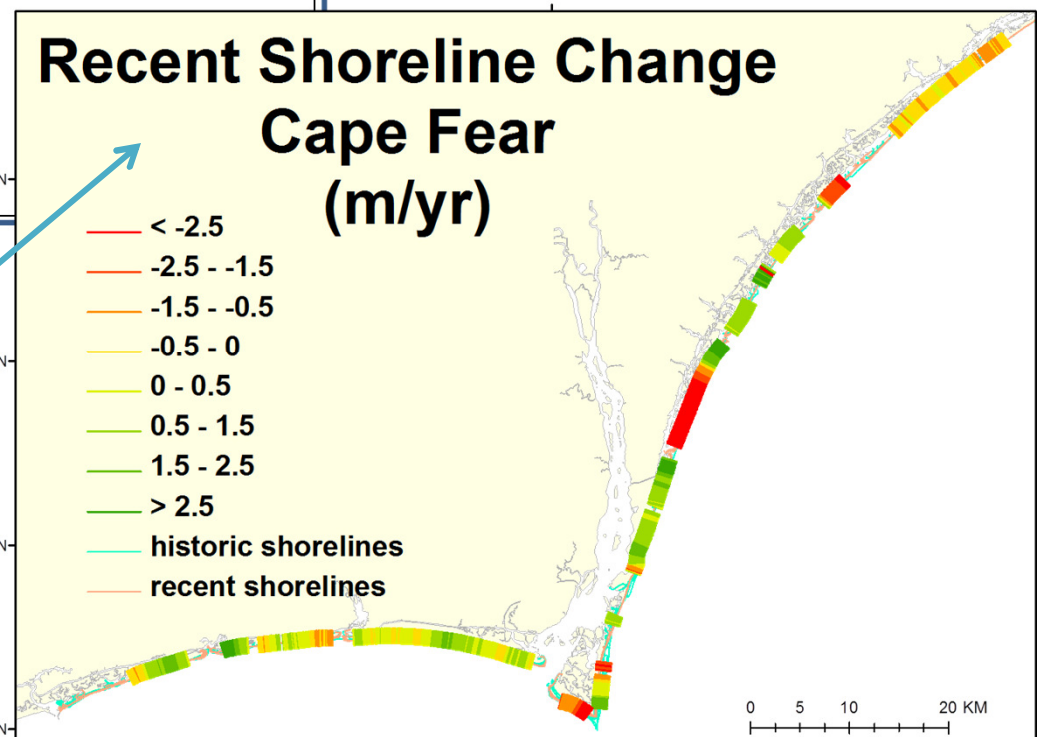 Recent Shoreline Change
Cape Fear
(m/yr)
< -2.5
-2.5 - -1.5
-1.5 - -0.5
-0.5 - 0
0 - 0.5
0.5 - 1.5
1.5 - 2.5
> 2.5
historic shorelines
recent shorelines
0 5 10 20 KM
N
N
N
N